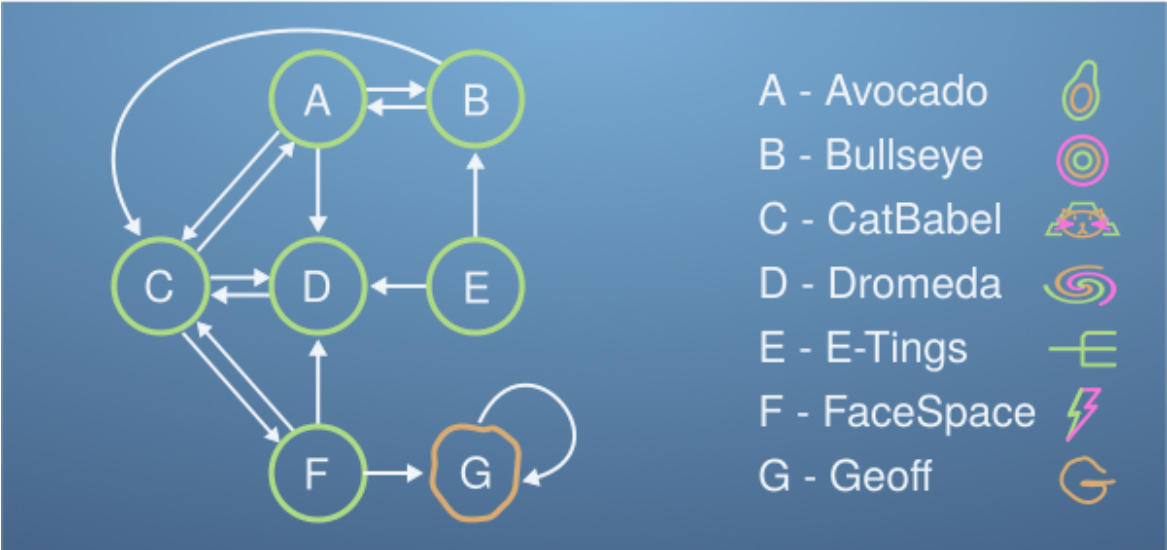 A
B
C
D
E
F
G
A - Avocado
B - Bullseye
C - CatBabel
D - Dromeda
E - E-Tings
F - FaceSpace
G - Geoff